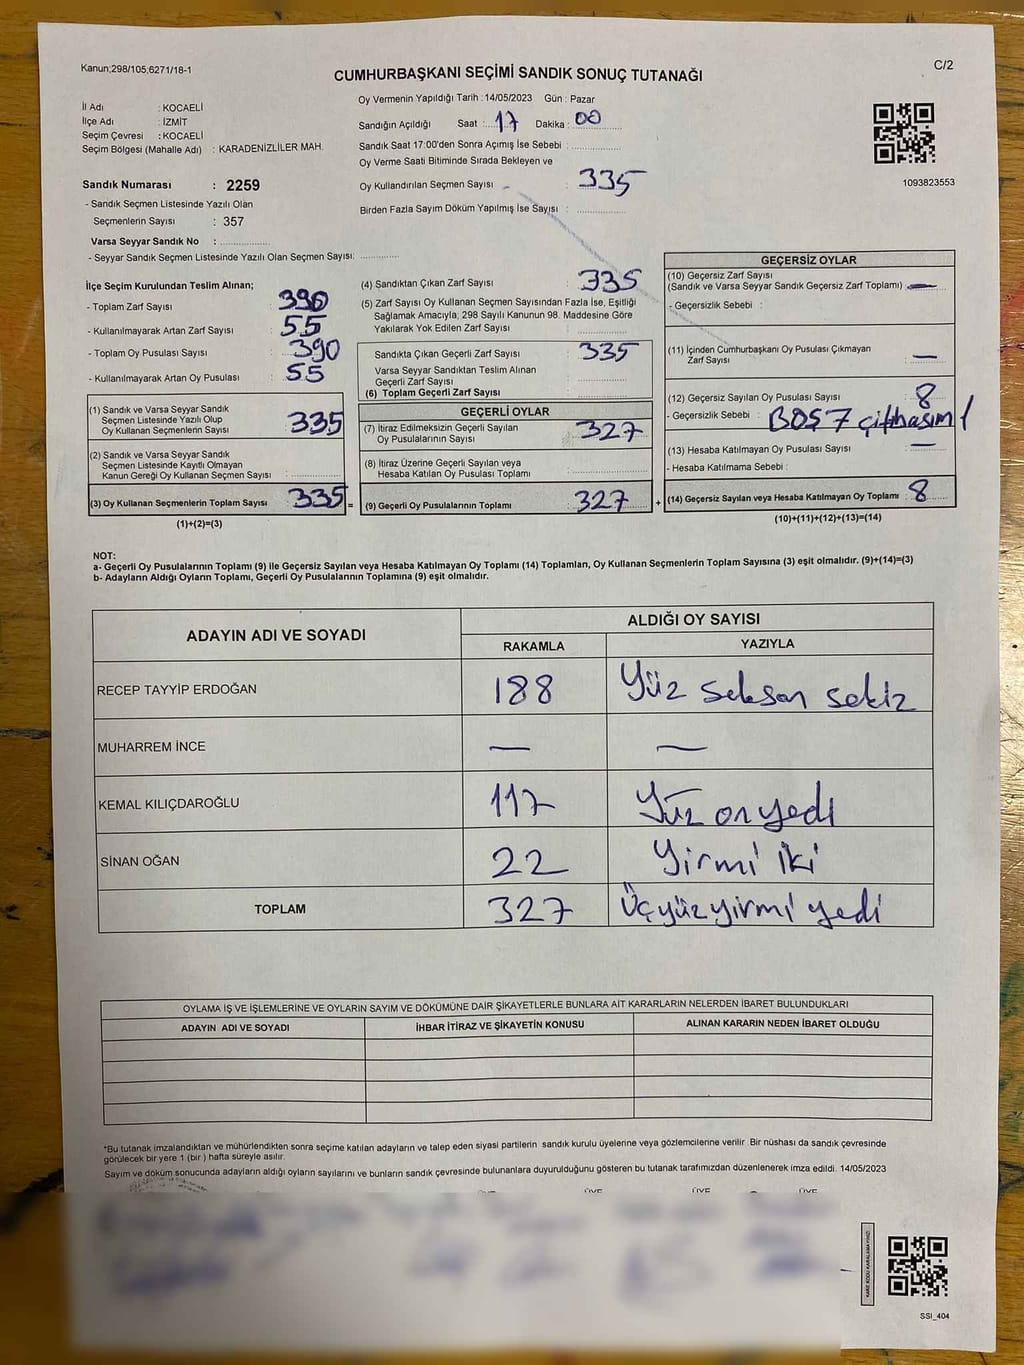 Kanun;298/105;6271/18-1
C/2
CUMHURBAŞKANI SEÇİMİ SANDIK SONUÇ TUTANAĞI
İl Adı : KOCAELİ
İlçe Adı : İZMİT
Seçim Çevresi : KOCAELİ
Seçim Bölgesi (Mahalle Adı) : KARADENİZLİLER MAH.
Oy Vermenin Yapıldığı Tarih :14/05/2023 Gün : Pazar
Sandığın Açıldığı Saat :17 Dakika :00
Sandık Saat 17:00'den Sonra Açımış İse Sebebi :
Oy Verme Saati Bitiminde Sırada Bekleyen ve
Oy Kullandırılan Seçmen Sayısı : 335
Birden Fazla Sayım Döküm Yapılmış İse Sayısı :
1093823553
Sandık Numarası : 2259
- Sandık Seçmen Listesinde Yazılı Olan
Seçmenlerin Sayısı : 357
Varsa Seyyar Sandık No :
- Seyyar Sandık Seçmen Listesinde Yazılı Olan Seçmen Sayısı:
İlçe Seçim Kurulundan Teslim Alınan;
- Toplam Zarf Sayısı : 390
- Kullanılmayarak Artan Zarf Sayısı : 55
- Toplam Oy Pusulası Sayısı : 390
- Kullanılmayarak Artan Oy Pusulası : 55
(1) Sandık ve Varsa Seyyar Sandık
Seçmen Listesinde Yazılı Olup
Oy Kullanan Seçmenlerin Sayısı : 335
(2) Sandık ve Varsa Seyyar Sandık
Seçmen Listesinde Kayıtlı Olmayan
Kanun Gereği Oy Kullanan Seçmen Sayısı :
(3) Oy Kullanan Seçmenlerin Toplam Sayısı : 335 =
(1)+(2)=(3)
(4) Sandıktan Çıkan Zarf Sayısı : 335
(5) Zarf Sayısı Oy Kullanan Seçmen Sayısından Fazla İse, Eşitliği
Sağlamak Amacıyla; 298 Sayılı Kanunun 98. Maddesine Göre
Yakılarak Yok Edilen Zarf Sayısı :
Sandıkta Çıkan Geçerli Zarf Sayısı : 335
Varsa Seyyar Sandıktan Teslim Alınan
Geçerli Zarf Sayısı :
(6) Toplam Geçerli Zarf Sayısı :
GEÇERLİ OYLAR
(7) İtiraz Edilmeksizin Geçerli Sayılan
Oy Pusulalarının Sayısı : 327
(8) İtiraz Üzerine Geçerli Sayılan veya
Hesaba Katılan Oy Pusulası Toplamı :
(9) Geçerli Oy Pusulalarının Toplamı : 327 +
GEÇERSİZ OYLAR
(10) Geçersiz Zarf Sayısı
(Sandık ve Varsa Seyyar Sandık Geçersiz Zarf Toplamı) : —
- Geçersizlik Sebebi :
(11) İçinden Cumhurbaşkanı Oy Pusulası Çıkmayan
Zarf Sayısı : —
(12) Geçersiz Sayılan Oy Pusulası Sayısı : 8
- Geçersizlik Sebebi : BOŞ 7 çift basım 1
(13) Hesaba Katılmayan Oy Pusulası Sayısı : —
- Hesaba Katılmama Sebebi :
(14) Geçersiz Sayılan veya Hesaba Katılmayan Oy Toplamı : 8
(10)+(11)+(12)+(13)=(14)
NOT:
a- Geçerli Oy Pusulalarının Toplamı (9) ile Geçersiz Sayılan veya Hesaba Katılmayan Oy Toplamı (14) Toplamları, Oy Kullanan Seçmenlerin Toplam Sayısına (3) eşit olmalıdır. (9)+(14)=(3)
b- Adayların Aldığı Oyların Toplamı, Geçerli Oy Pusulalarının Toplamına (9) eşit olmalıdır.
ADAYIN ADI VE SOYADI
ALDIĞI OY SAYISI
RAKAMLA YAZIYLA
RECEP TAYYİP ERDOĞAN 188 Yüz seksan sekiz
MUHARREM İNCE — —
KEMAL KILIÇDAROĞLU 117 Yüz on yedi
SİNAN OĞAN 22 Yirmi iki
TOPLAM 327 Üçyüzyirmi yedi
OYLAMA İŞ VE İŞLEMLERİNE VE OYLARIN SAYIM VE DÖKÜMÜNE DAİR ŞİKAYETLERLE BUNLARA AİT KARARLARIN NELERDEN İBARET BULUNDUKLARI
ADAYIN ADI VE SOYADI İHBAR İTİRAZ VE ŞİKAYETİN KONUSU ALINAN KARARIN NEDEN İBARET OLDUĞU
*Bu tutanak imzalandıktan ve mühürlendikten sonra seçime katılan adayların ve talep eden siyasi partilerin sandık kurulu üyelerine veya gözlemcilerine verilir. Bir nüshası da sandık çevresinde
görülecek bir yere 1 (bir ) hafta süreyle asılır.
Sayım ve döküm sonucunda adayların aldığı oyların sayılarını ve bunların sandık çevresinde bulunanlara duyurulduğunu gösteren bu tutanak tarafımızdan düzenlenerek imza edildi. 14/05/2023
ÜYE ÜYE ÜYE ÜYE
KARE KODU KARALAMAYINIZ!
SSI_404